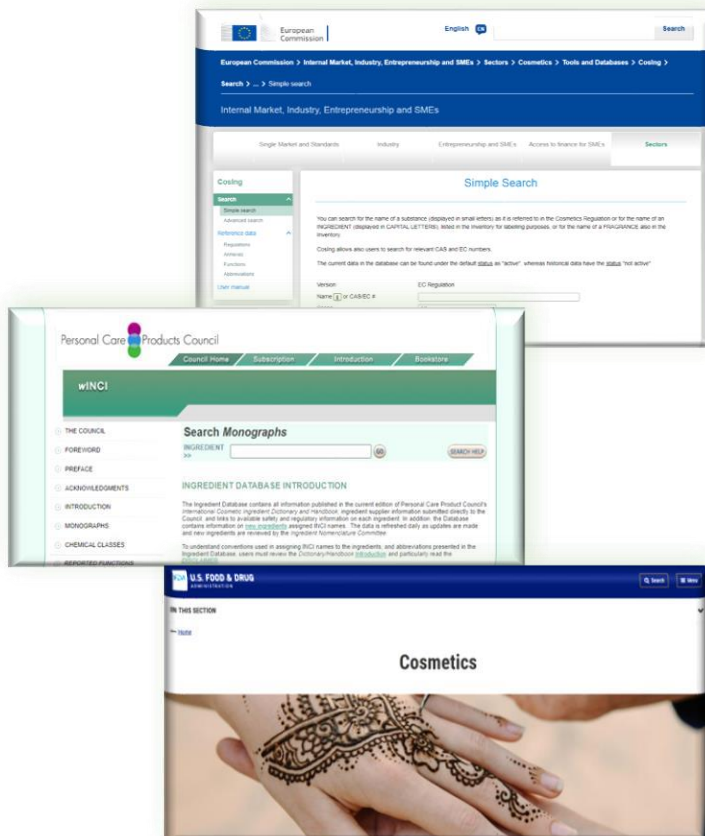 European
Commission
English EN
Search
European Commission > Internal Market, Industry, Entrepreneurship and SMEs > Sectors > Cosmetics > Tools and Databases > Cosing >
Search > ... > Simple search
Internal Market, Industry, Entrepreneurship and SMEs
Single Market and Standards Industry Entrepreneurship and SMEs Access to finance for SMEs Sectors
Cosing
Search
Simple search
Advanced search
Reference data
Regulations
Annexes
Functions
Abbreviations
User manual
Simple Search
You can search for the name of a substance (displayed in small letters) as it is referred to in the Cosmetics Regulation or for the name of an
INGREDIENT (displayed in CAPITAL LETTERS), listed in the Inventory for labelling purposes, or for the name of a FRAGRANCE also in the
Inventory.
Cosing allows also users to search for relevant CAS and EC numbers.
The current data in the database can be found under the default status as "active", whereas historical data have the status "not active"
Version EC Regulation
Name or CAS/EC #
Personal Care Products Council
Council Home Subscription Introduction Bookstore
wINCI
THE COUNCIL
FOREWORD
PREFACE
ACKNOWLEDGMENTS
INTRODUCTION
MONOGRAPHS
CHEMICAL CLASSES
REPORTED FUNCTIONS
Search Monographs
INGREDIENT
>>
GO
SEARCH HELP
INGREDIENT DATABASE INTRODUCTION
The Ingredient Database contains all information published in the current edition of Personal Care Product Council's
International Cosmetic Ingredient Dictionary and Handbook, ingredient supplier information submitted directly to the
Council, and links to available safety and regulatory information on each ingredient. In addition, the Database
contains information on new ingredients assigned INCI names. The data is refreshed daily as updates are made
and new ingredients are reviewed by the Ingredient Nomenclature Committee.
To understand conventions used in assigning INCI names to the ingredients, and abbreviations presented in the
Ingredient Database, users must review the Dictionary/Handbook Introduction and particularly read the
FDA U.S. FOOD & DRUG
ADMINISTRATION
Search Menu
IN THIS SECTION
Home
Cosmetics